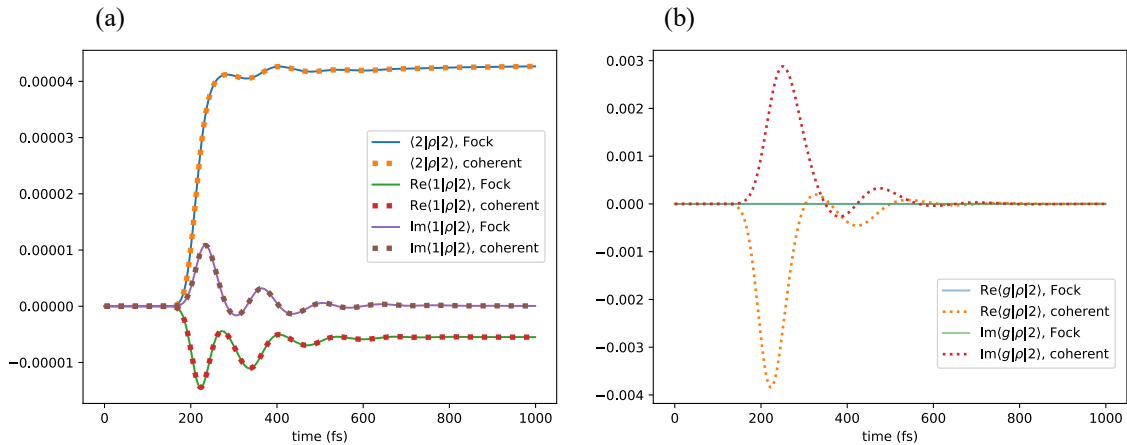 (a)
0.00004
0.00003
0.00002
0.00001
0.00000
−0.00001
0
200
400
600
800
1000
time (fs)
⟨2|ρ|2⟩, Fock
⟨2|ρ|2⟩, coherent
Re⟨1|ρ|2⟩, Fock
Re⟨1|ρ|2⟩, coherent
Im⟨1|ρ|2⟩, Fock
Im⟨1|ρ|2⟩, coherent
(b)
0.003
0.002
0.001
0.000
−0.001
−0.002
−0.003
−0.004
0
200
400
600
800
1000
time (fs)
Re⟨g|ρ|2⟩, Fock
Re⟨g|ρ|2⟩, coherent
Im⟨g|ρ|2⟩, Fock
Im⟨g|ρ|2⟩, coherent